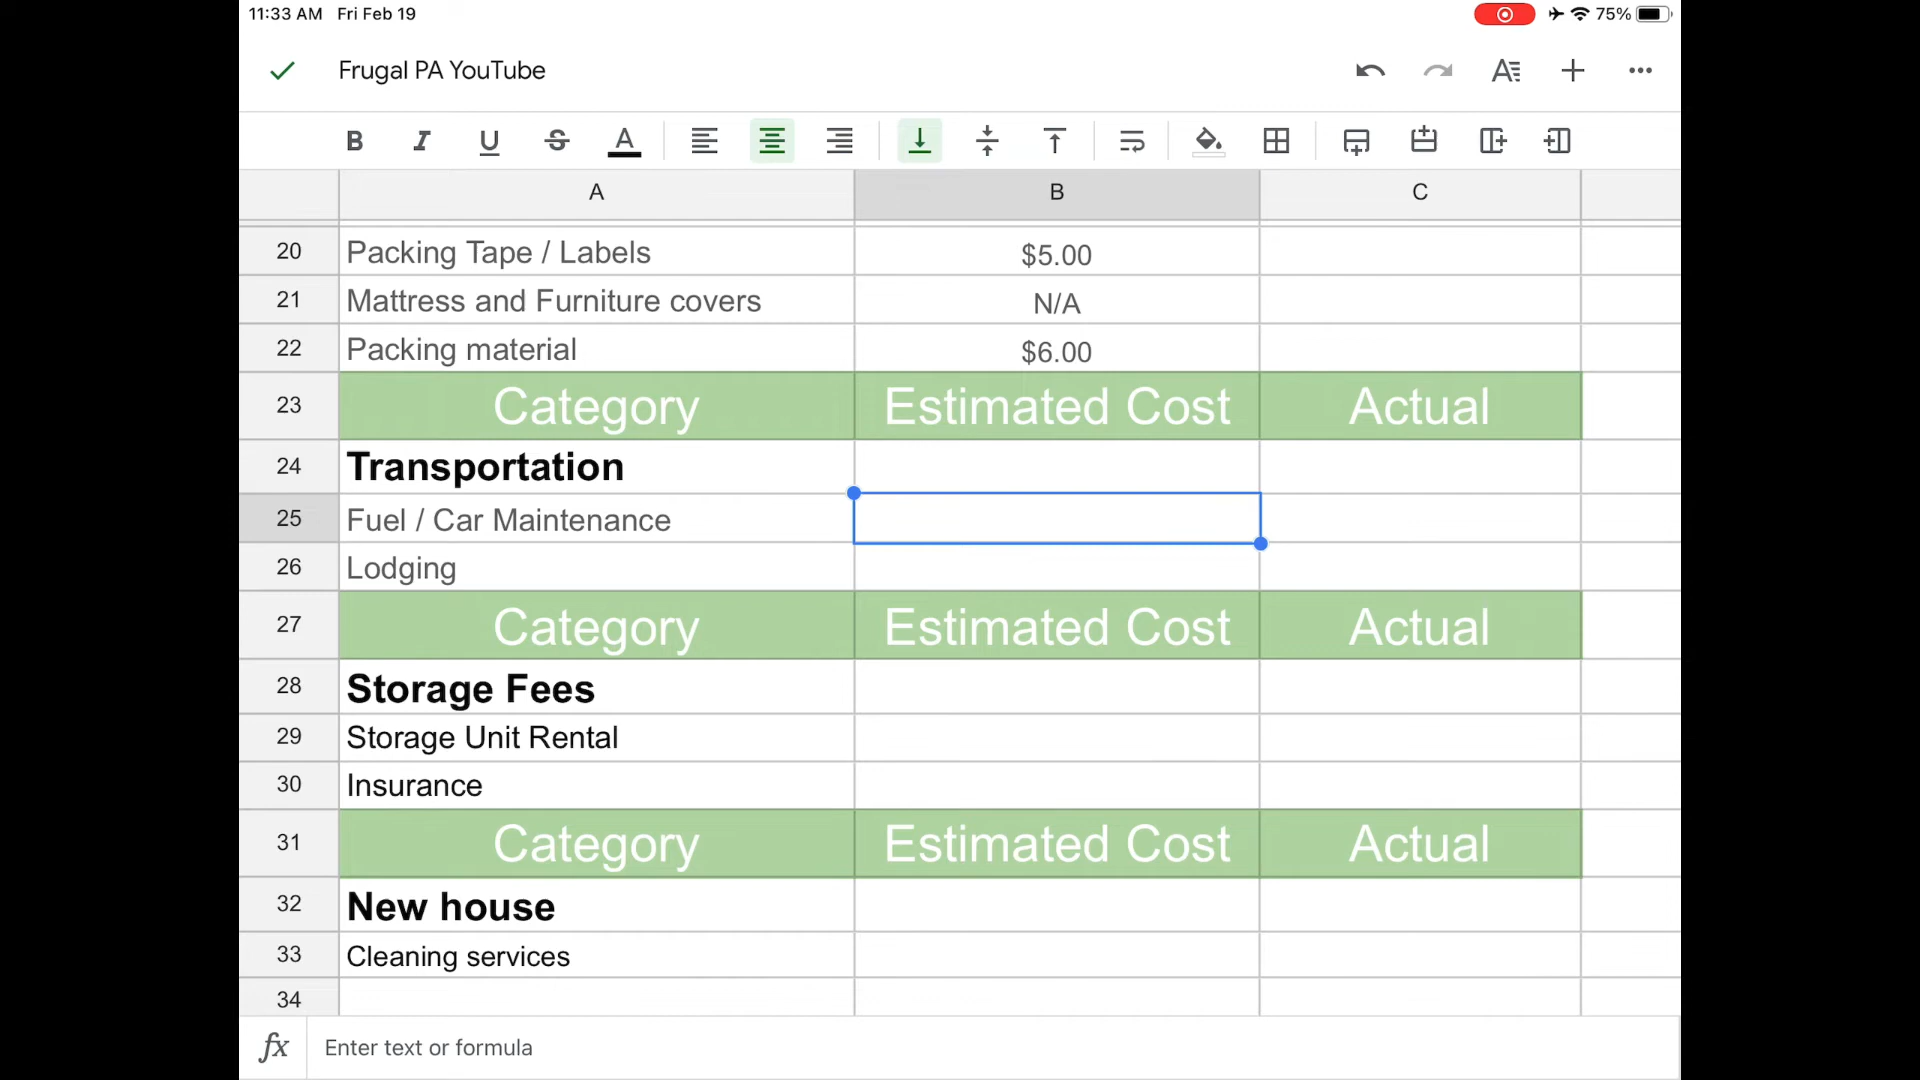 11:33 AM Fri Feb 19 75%
Frugal PA YouTube
B I U S A
A B C
20 Packing Tape / Labels $5.00
21 Mattress and Furniture covers N/A
22 Packing material $6.00
23 Category Estimated Cost Actual
24 Transportation
25 Fuel / Car Maintenance
26 Lodging
27 Category Estimated Cost Actual
28 Storage Fees
29 Storage Unit Rental
30 Insurance
31 Category Estimated Cost Actual
32 New house
33 Cleaning services
34
fx Enter text or formula